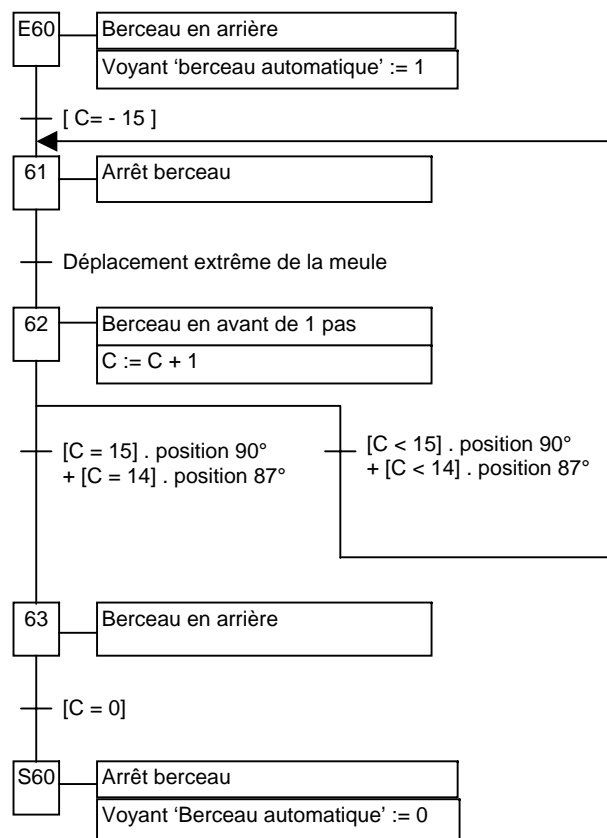 E60
Berceau en arrière
Voyant 'berceau automatique' := 1
[ C= - 15 ]
61
Arrêt berceau
Déplacement extrême de la meule
62
Berceau en avant de 1 pas
C := C + 1
[C = 15] . position 90°
+ [C = 14] . position 87°
[C < 15] . position 90°
+ [C < 14] . position 87°
63
Berceau en arrière
[C = 0]
S60
Arrêt berceau
Voyant 'Berceau automatique' := 0